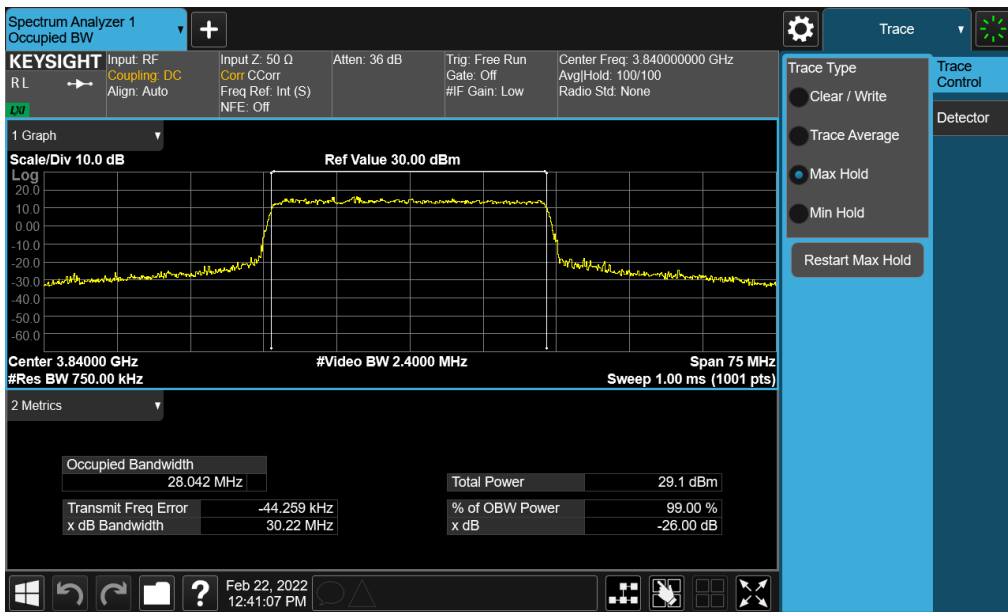 Spectrum Analyzer 1
Occupied BW
+
Trace
KEYSIGHT
R L
LXI
Input: RF
Coupling: DC
Align: Auto
Input Z: 50 Ω
Corr CCorr
Freq Ref: Int (S)
NFE: Off
Atten: 36 dB
Trig: Free Run
Gate: Off
#IF Gain: Low
Center Freq: 3.840000000 GHz
Avg|Hold: 100/100
Radio Std: None
Trace Type
Clear / Write
Trace Average
Max Hold
Min Hold
Restart Max Hold
Trace
Control
Detector
1 Graph
Scale/Div 10.0 dB
Ref Value 30.00 dBm
Log
20.0
10.0
0.00
-10.0
-20.0
-30.0
-40.0
-50.0
-60.0
Center 3.84000 GHz
#Video BW 2.4000 MHz
Span 75 MHz
#Res BW 750.00 kHz
Sweep 1.00 ms (1001 pts)
2 Metrics
Occupied Bandwidth
28.042 MHz
Total Power 29.1 dBm
Transmit Freq Error -44.259 kHz
% of OBW Power 99.00 %
x dB Bandwidth 30.22 MHz
x dB -26.00 dB
?
Feb 22, 2022
12:41:07 PM